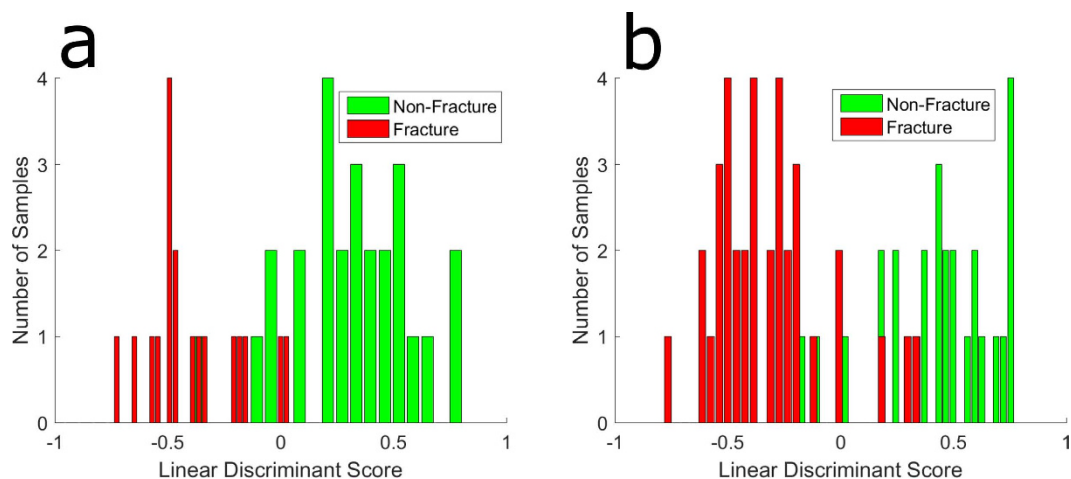 a
Number of Samples
4
3
2
1
0
-1
-0.5
0
0.5
1
Linear Discriminant Score
Non-Fracture
Fracture
b
Number of Samples
4
3
2
1
0
-1
-0.5
0
0.5
1
Linear Discriminant Score
Non-Fracture
Fracture